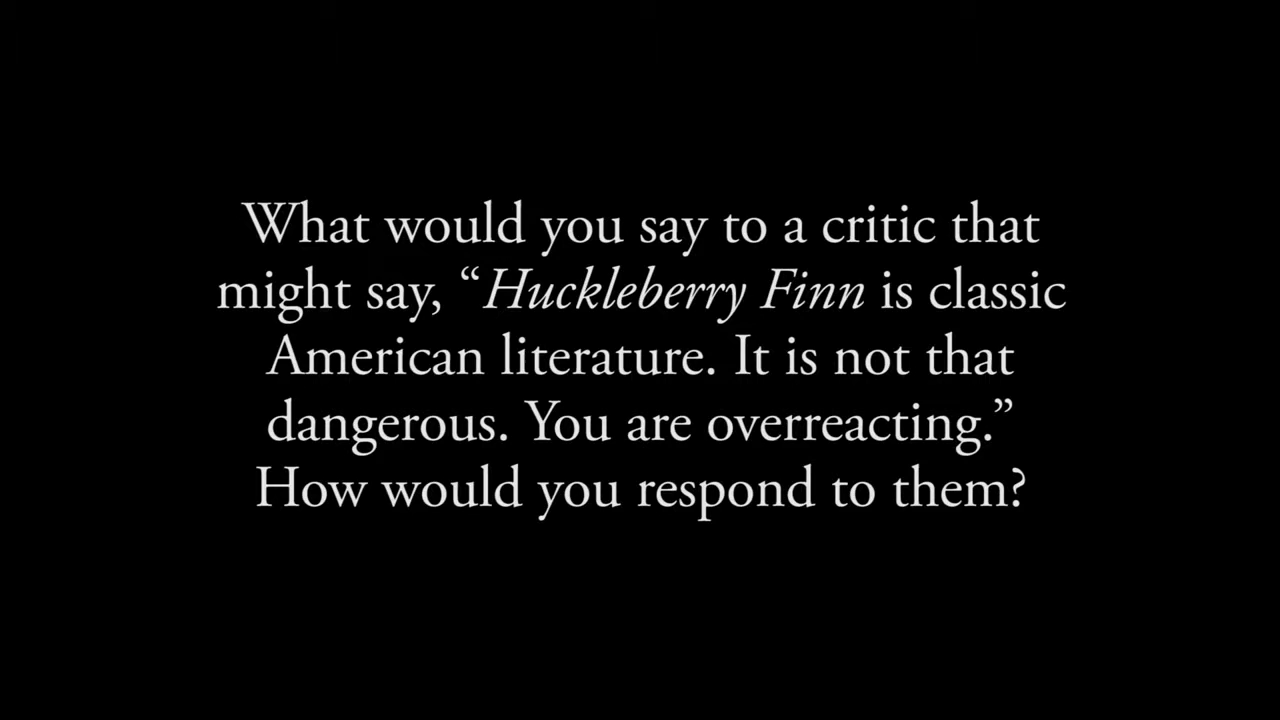 What would you say to a critic that
might say, “Huckleberry Finn is classic
American literature. It is not that
dangerous. You are overreacting.”
How would you respond to them?